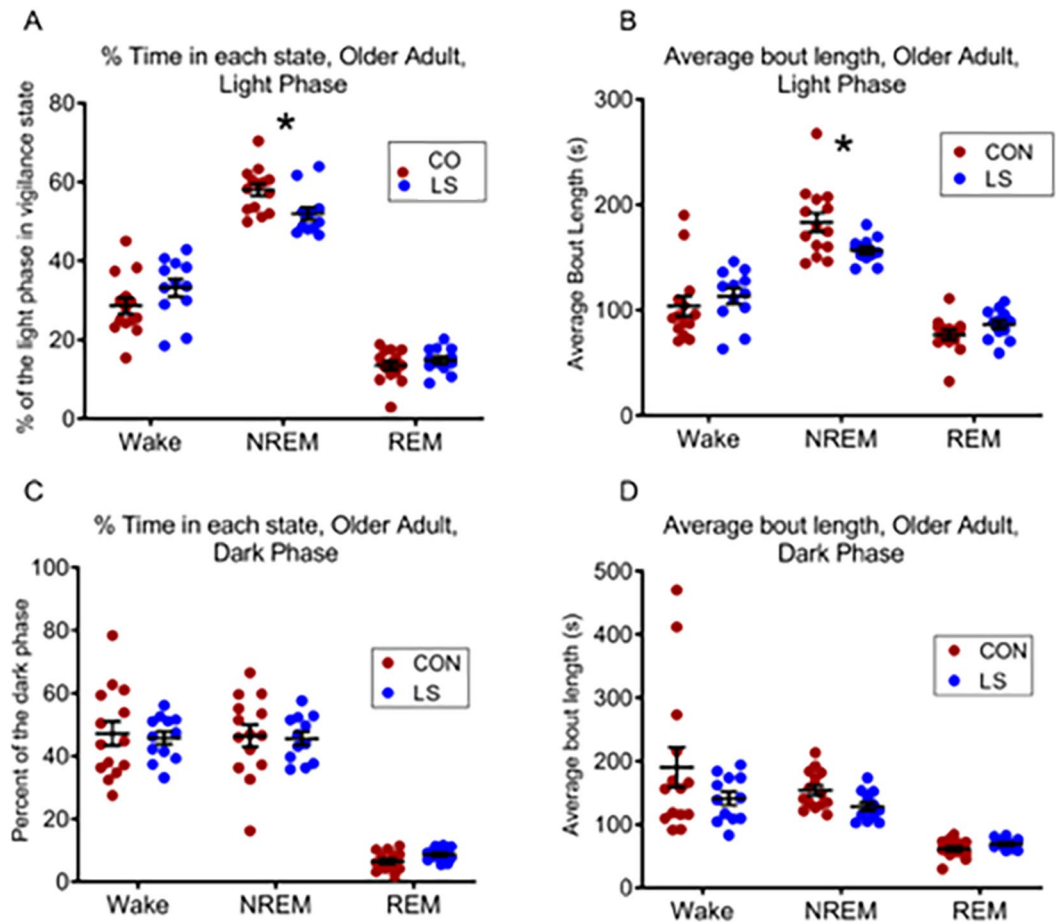 A
% Time in each state, Older Adult,
Light Phase
% of the light phase in vigilance state
80
60
40
20
0
*
CO
LS
Wake
NREM
REM
B
Average bout length, Older Adult,
Light Phase
Average Bout Length (s)
300
200
100
0
*
CON
LS
Wake
NREM
REM
C
% Time in each state, Older Adult,
Dark Phase
Percent of the dark phase
100
80
60
40
20
0
CON
LS
Wake
NREM
REM
D
Average bout length, Older Adult,
Dark Phase
Average bout length (s)
500
400
300
200
100
0
CON
LS
Wake
NREM
REM